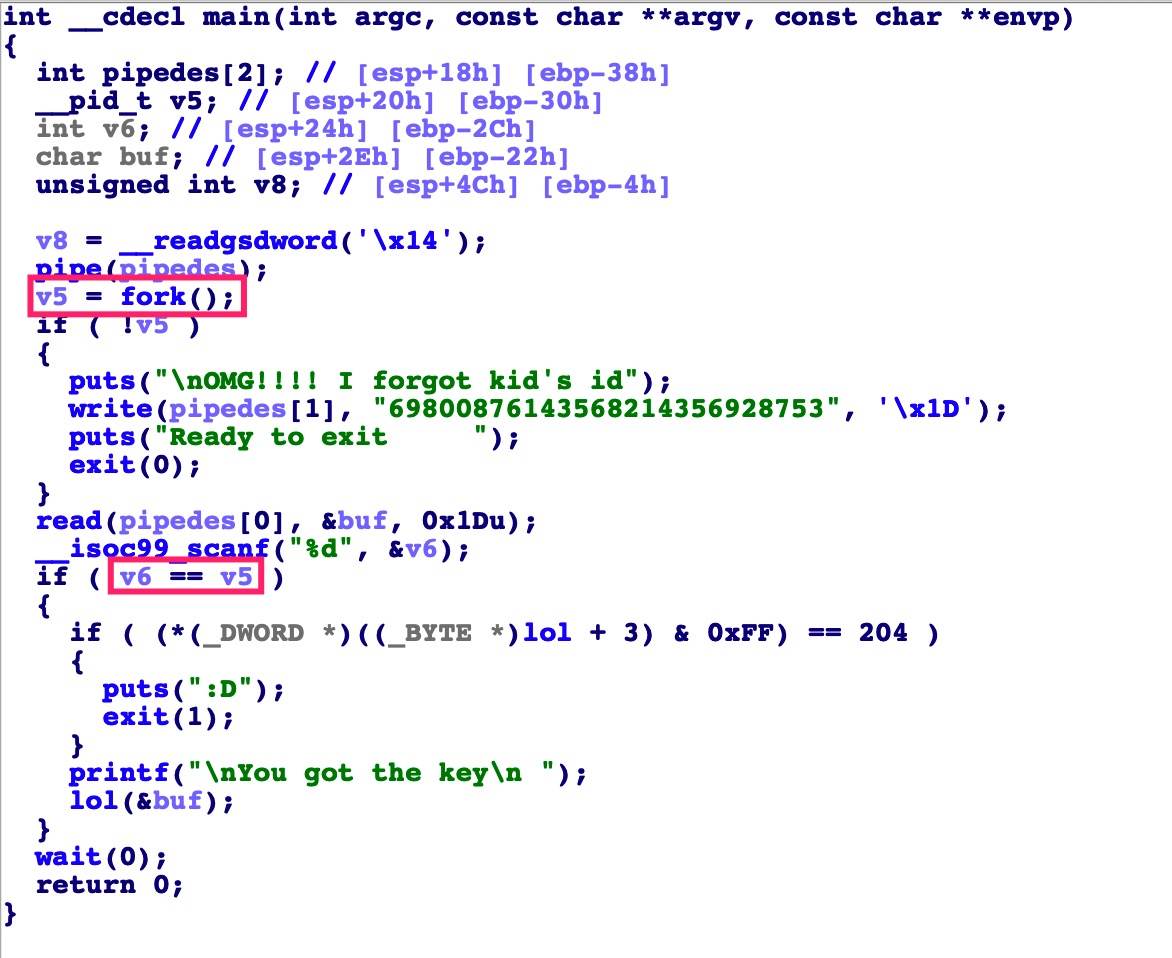 int __cdecl main(int argc, const char **argv, const char **envp)
{
  int pipedes[2]; // [esp+18h] [ebp-38h]
  __pid_t v5; // [esp+20h] [ebp-30h]
  int v6; // [esp+24h] [ebp-2Ch]
  char buf; // [esp+2Eh] [ebp-22h]
  unsigned int v8; // [esp+4Ch] [ebp-4h]

  v8 = __readgsdword('\x14');
  pipe(pipedes);
  v5 = fork();
  if ( !v5 )
  {
    puts("\nOMG!!!! I forgot kid's id");
    write(pipedes[1], "69800876143568214356928753", '\x1D');
    puts("Ready to exit     ");
    exit(0);
  }
  read(pipedes[0], &buf, 0x1Du);
  __isoc99_scanf("%d", &v6);
  if ( v6 == v5 )
  {
    if ( (*(_DWORD *)((_BYTE *)lol + 3) & 0xFF) == 204 )
    {
      puts(":D");
      exit(1);
    }
    printf("\nYou got the key\n ");
    lol(&buf);
  }
  wait(0);
  return 0;
}